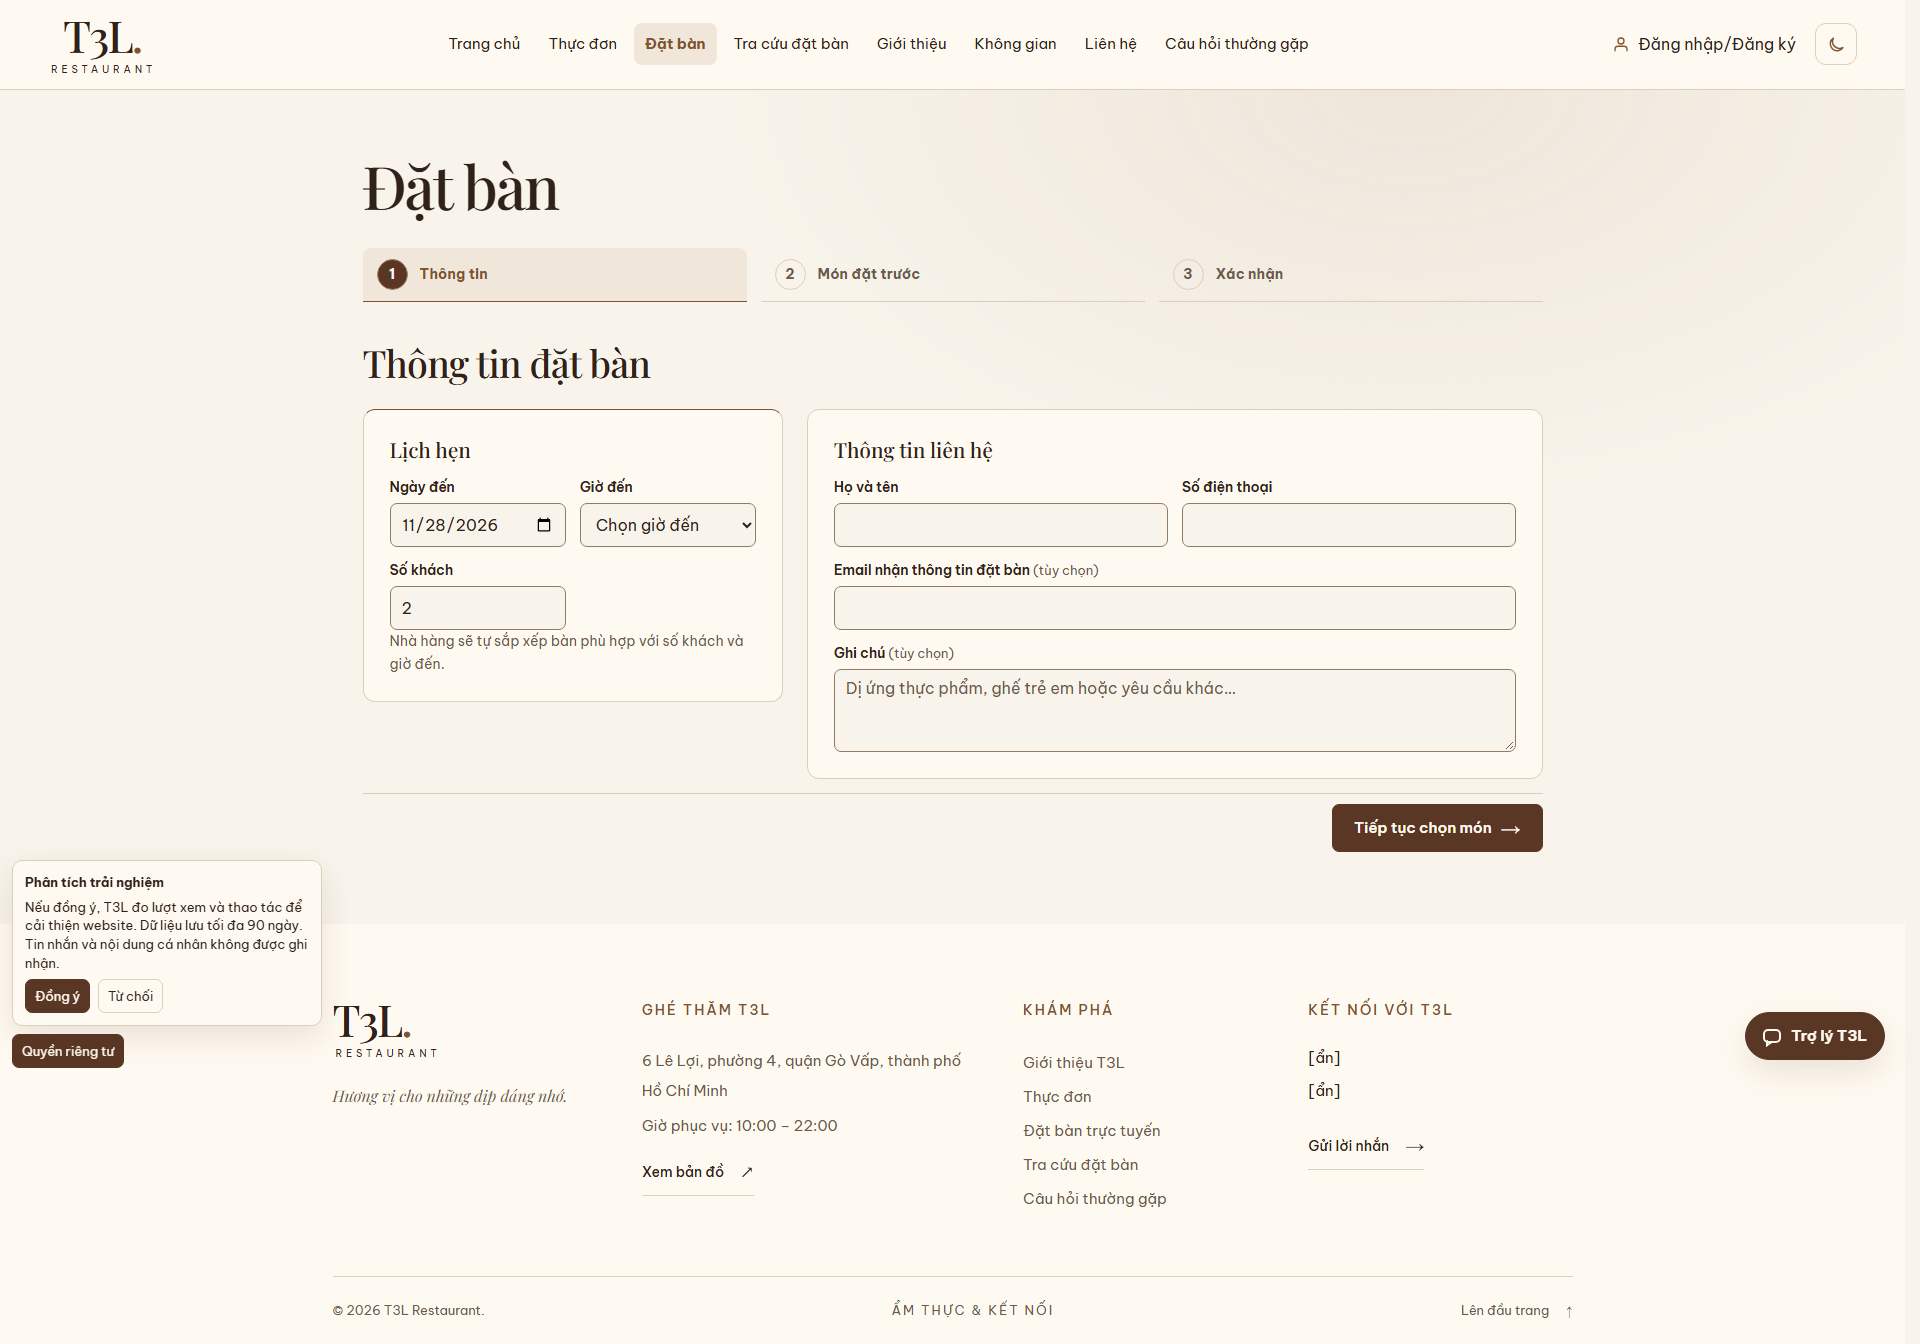 T3L.
RESTAURANT
Trang chủ
Thực đơn
Đặt bàn
Tra cứu đặt bàn
Giới thiệu
Không gian
Liên hệ
Câu hỏi thường gặp
Đăng nhập/Đăng ký
Đặt bàn
1 Thông tin
2 Món đặt trước
3 Xác nhận
Thông tin đặt bàn
Lịch hẹn
Ngày đến
Giờ đến
11/28/2026
Chọn giờ đến
Số khách
2
Nhà hàng sẽ tự sắp xếp bàn phù hợp với số khách và
giờ đến.
Thông tin liên hệ
Họ và tên
Số điện thoại
Email nhận thông tin đặt bàn (tùy chọn)
Ghi chú (tùy chọn)
Dị ứng thực phẩm, ghế trẻ em hoặc yêu cầu khác...
Tiếp tục chọn món →
Phân tích trải nghiệm
Nếu đồng ý, T3L đo lượt xem và thao tác để
cải thiện website. Dữ liệu lưu tối đa 90 ngày.
Tin nhắn và nội dung cá nhân không được ghi
nhận.
Đồng ý
Từ chối
Quyền riêng tư
T3L.
RESTAURANT
Hương vị cho những dịp đáng nhớ.
GHÉ THĂM T3L
6 Lê Lợi, phường 4, quận Gò Vấp, thành phố
Hồ Chí Minh
Giờ phục vụ: 10:00 – 22:00
Xem bản đồ ↗
KHÁM PHÁ
Giới thiệu T3L
Thực đơn
Đặt bàn trực tuyến
Tra cứu đặt bàn
Câu hỏi thường gặp
KẾT NỐI VỚI T3L
[ẩn]
[ẩn]
Gửi lời nhắn →
Trợ lý T3L
© 2026 T3L Restaurant.
ẨM THỰC & KẾT NỐI
Lên đầu trang ↑